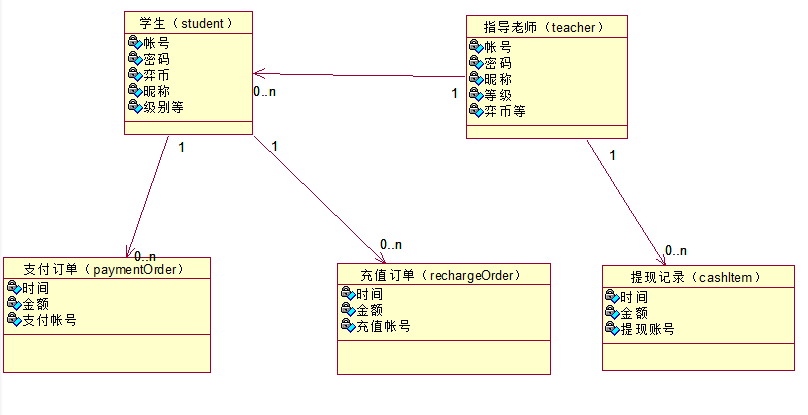 学生（student）
帐号
密码
弈币
昵称
级别等
指导老师（teacher）
帐号
密码
昵称
等级
弈币等
0..n
1
1
1
1
0..n
0..n
0..n
支付订单（paymentOrder）
时间
金额
支付帐号
充值订单（rechargeOrder）
时间
金额
充值帐号
提现记录（cashItem）
时间
金额
提现账号